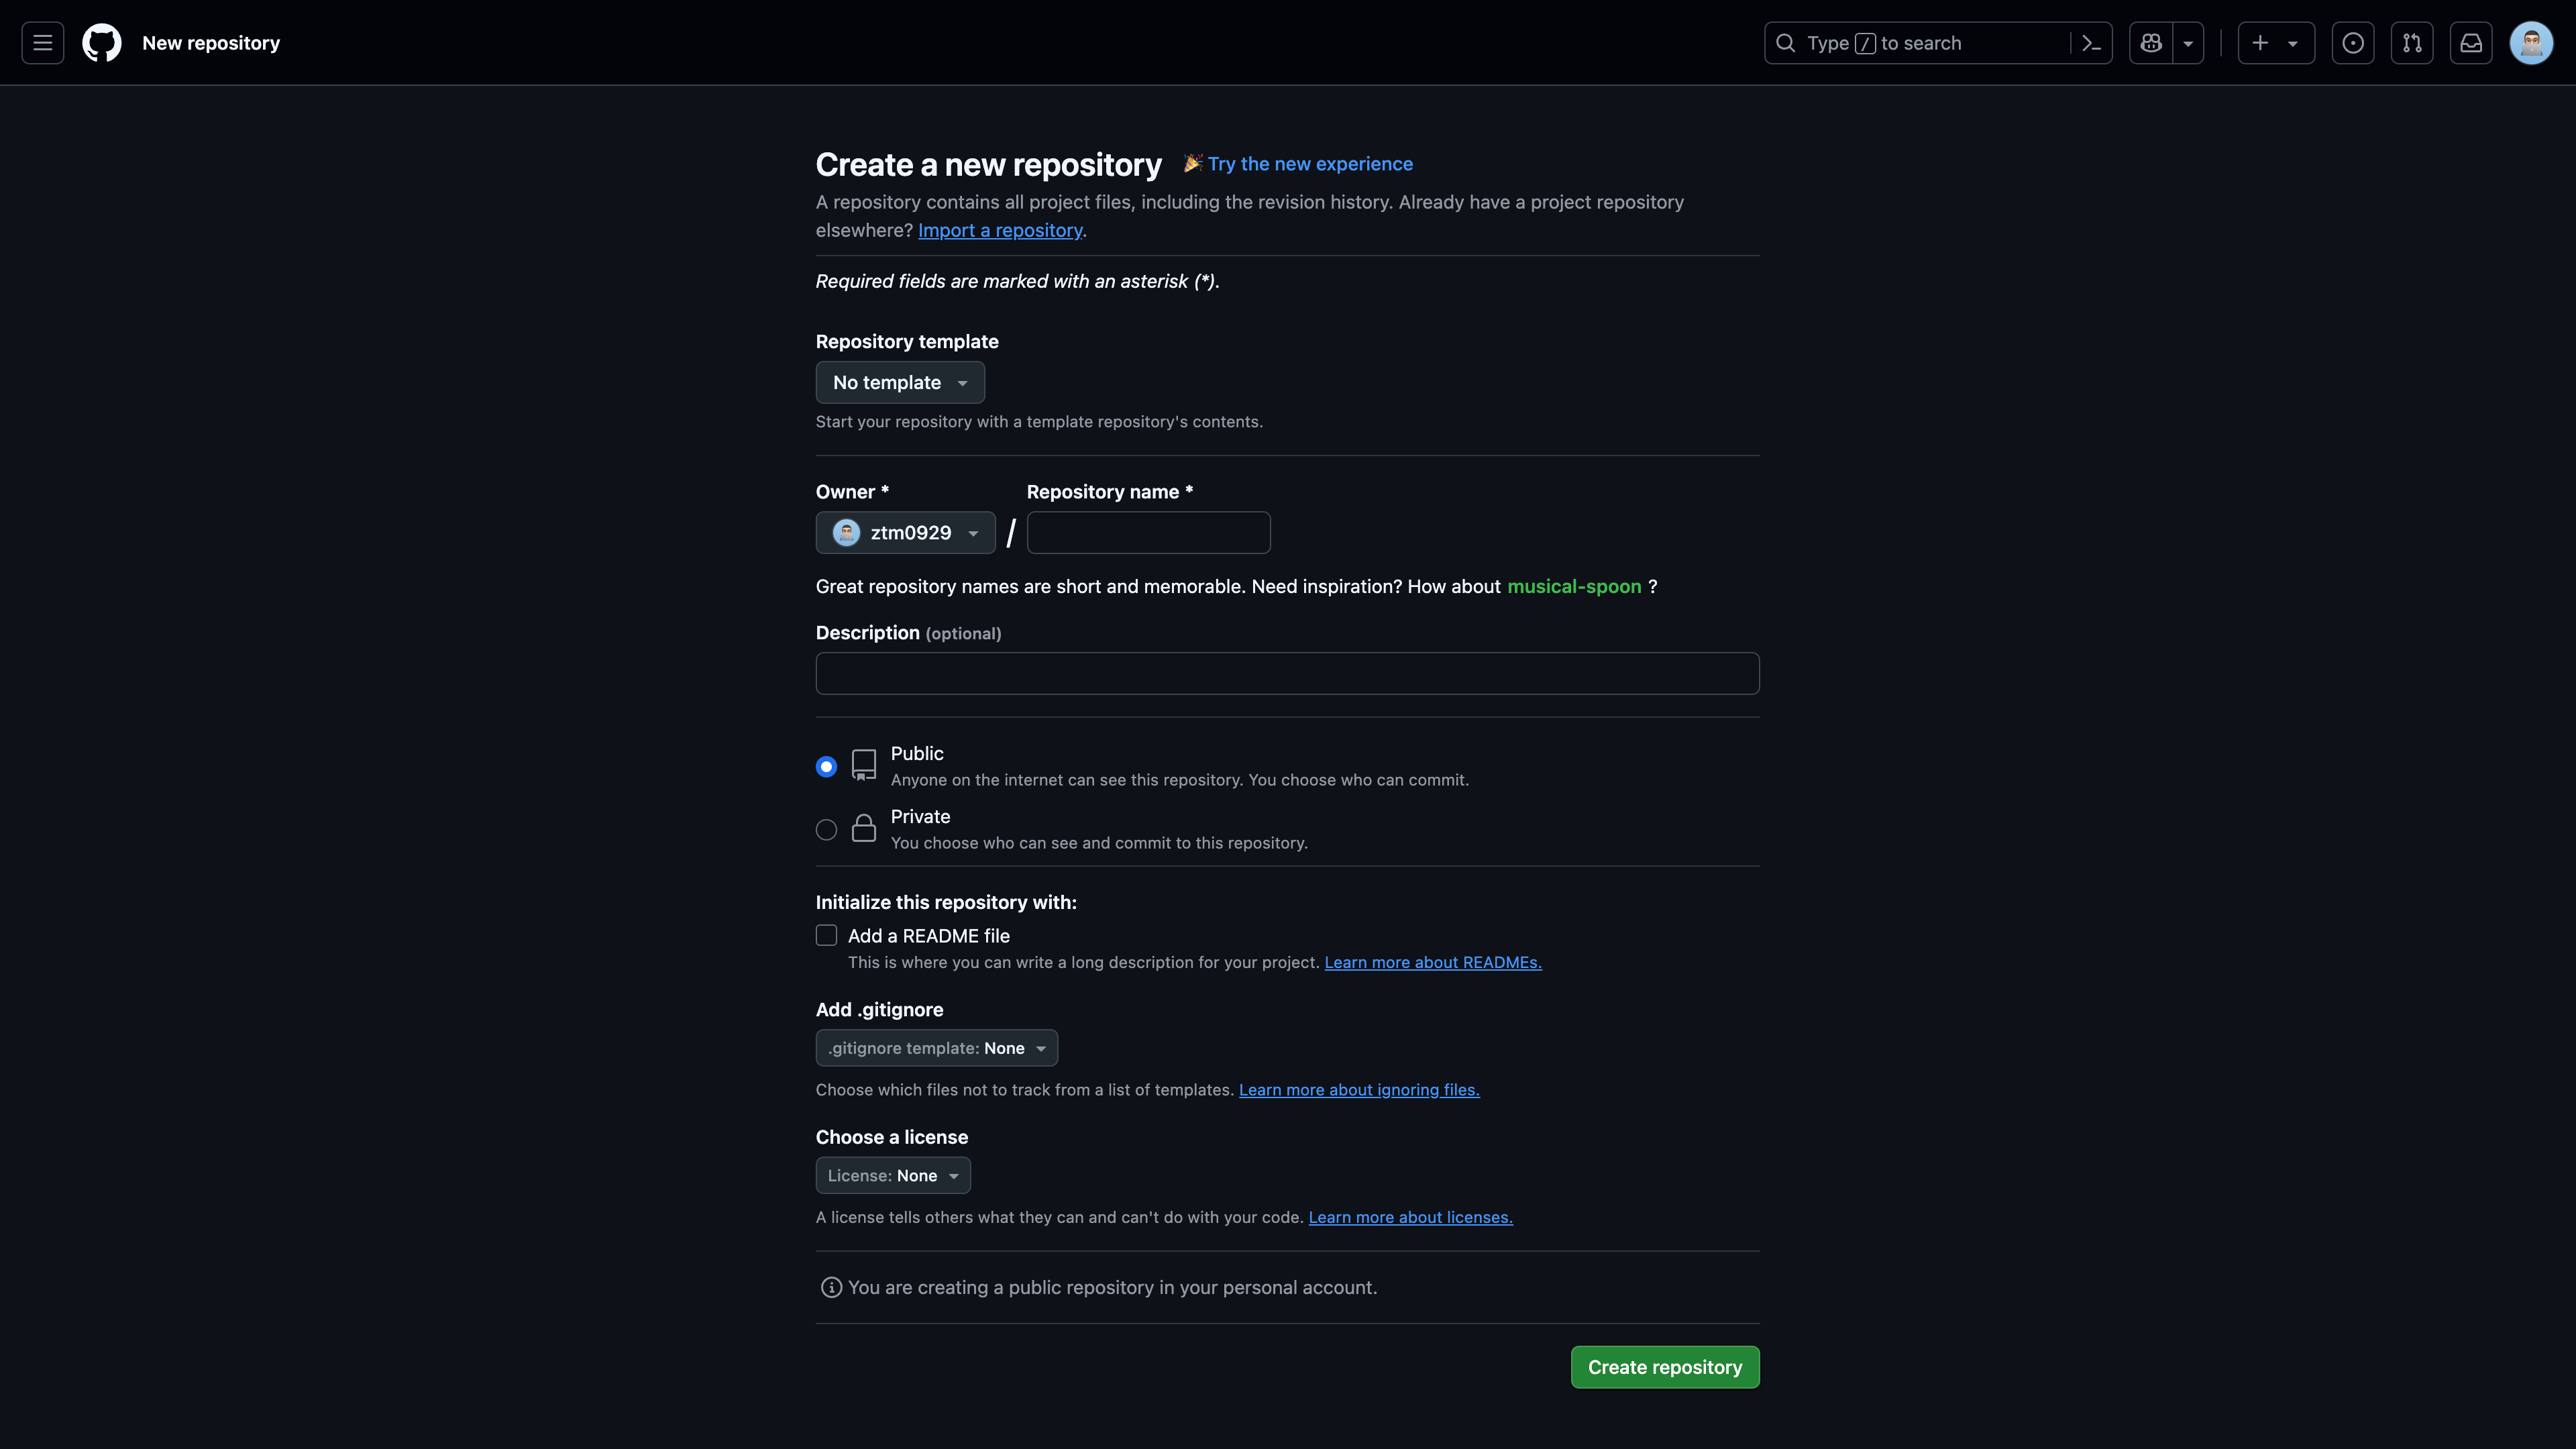 New repository
Type / to search
Create a new repository 🎉 Try the new experience
A repository contains all project files, including the revision history. Already have a project repository
elsewhere? Import a repository.
Required fields are marked with an asterisk (*).
Repository template
No template
Start your repository with a template repository's contents.
Owner * Repository name *
ztm0929 /
Great repository names are short and memorable. Need inspiration? How about musical-spoon ?
Description (optional)
Public
Anyone on the internet can see this repository. You choose who can commit.
Private
You choose who can see and commit to this repository.
Initialize this repository with:
Add a README file
This is where you can write a long description for your project. Learn more about READMEs.
Add .gitignore
.gitignore template: None
Choose which files not to track from a list of templates. Learn more about ignoring files.
Choose a license
License: None
A license tells others what they can and can't do with your code. Learn more about licenses.
You are creating a public repository in your personal account.
Create repository